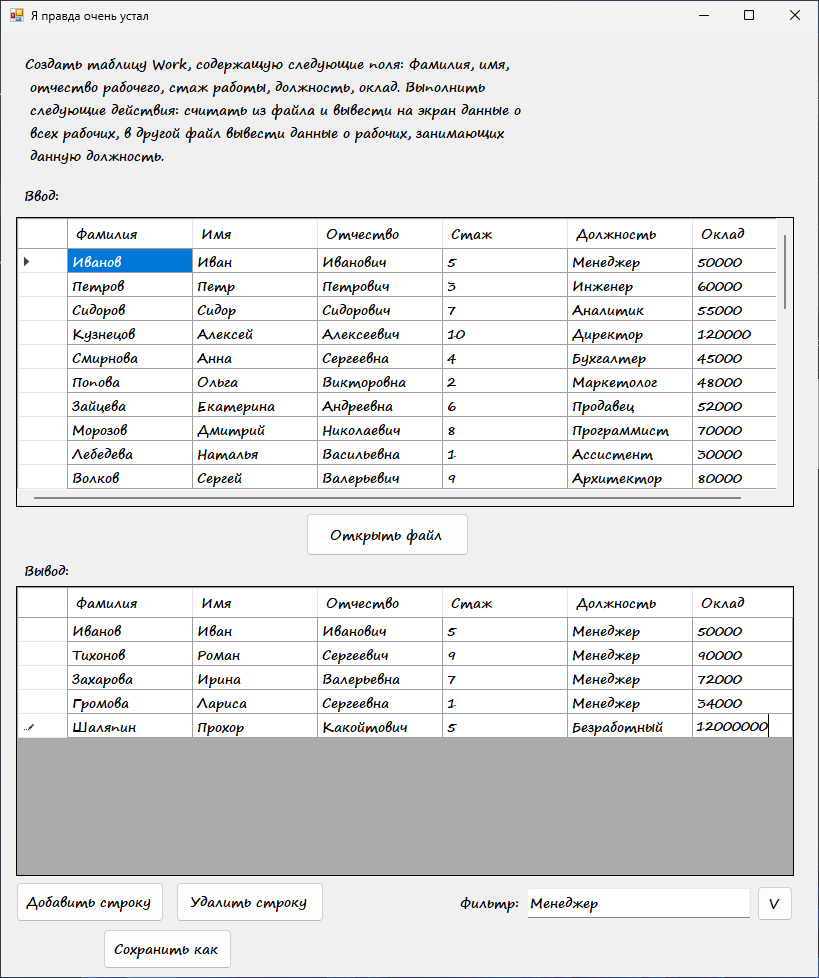 Я правда очень устал
Создать таблицу Work, содержащую следующие поля: Фамилия, имя,
отчество рабочего, стаж работы, должность, оклад. Выполнить
следующие действия: считать из файла и вывести на экран данные о
всех рабочих, в другой файл вывести данные о рабочих, занимающих
данную должность.
Ввод:
Фамилия Имя Отчество Стаж Должность Оклад
Иванов Иван Иванович 5 Менеджер 50000
Петров Петр Петрович 3 Инженер 60000
Сидоров Сидор Сидорович 7 Аналитик 55000
Кузнецов Алексей Алексеевич 10 Директор 120000
Смирнова Анна Сергеевна 4 Бухгалтер 45000
Попова Ольга Викторовна 2 Маркетолог 48000
Зайцева Екатерина Андреевна 6 Продавец 52000
Морозов Дмитрий Николаевич 8 Программист 70000
Лебедева Наталья Васильевна 1 Ассистент 30000
Волков Сергей Валерьевич 9 Архитектор 80000
Открыть файл
Вывод:
Фамилия Имя Отчество Стаж Должность Оклад
Иванов Иван Иванович 5 Менеджер 50000
Тихонов Роман Сергеевич 9 Менеджер 90000
Захарова Ирина Валерьевна 7 Менеджер 72000
Громова Лариса Сергеевна 1 Менеджер 34000
Шаляпин Прохор Какойтович 5 Безработный 12000000
Добавить строку Удалить строку Фильтр: Менеджер V
Сохранить как